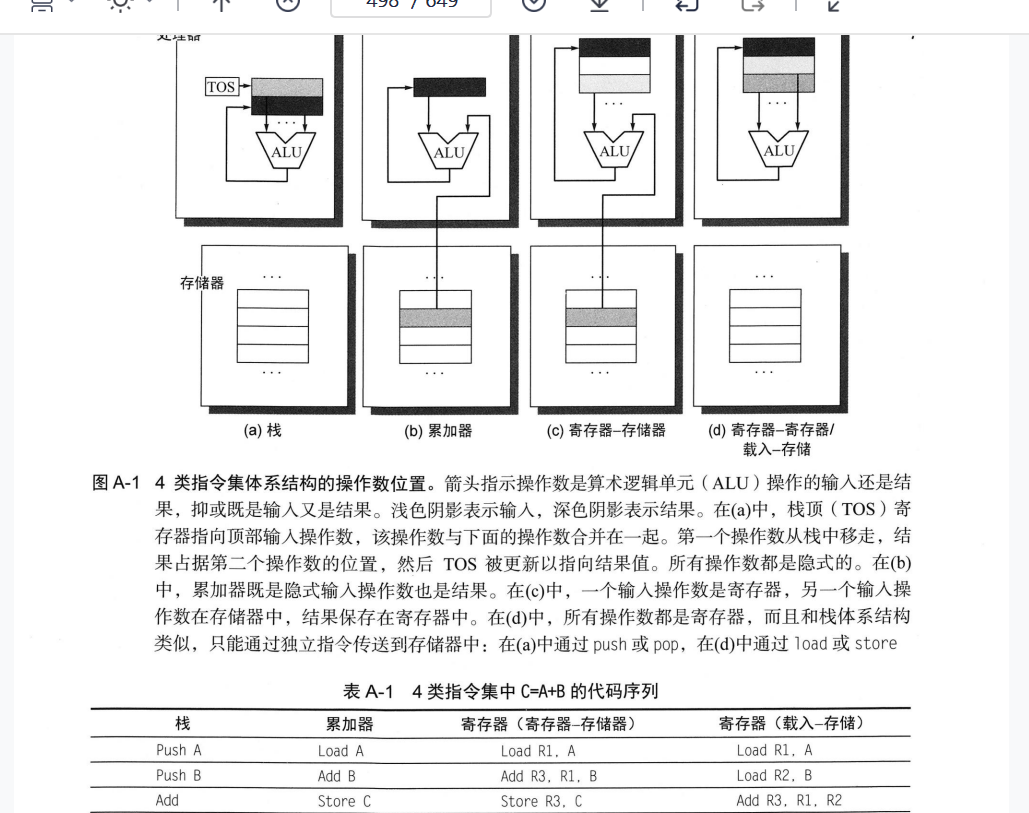 498 / 649
处理器
TOS
ALU
ALU
ALU
ALU
存储器
(a) 栈
(b) 累加器
(c) 寄存器–存储器
(d) 寄存器–寄存器/
载入–存储
图 A-1 4 类指令集体系结构的操作数位置。箭头指示操作数是算术逻辑单元（ALU）操作的输入还是结
果，抑或既是输入又是结果。浅色阴影表示输入，深色阴影表示结果。在(a)中，栈顶（TOS）寄
存器指向顶部输入操作数，该操作数与下面的操作数合并在一起。第一个操作数从栈中移走，结
果占据第二个操作数的位置，然后 TOS 被更新以指向结果值。所有操作数都是隐式的。在(b)
中，累加器既是隐式输入操作数也是结果。在(c)中，一个输入操作数是寄存器，另一个输入操
作数在存储器中，结果保存在寄存器中。在(d)中，所有操作数都是寄存器，而且和栈体系结构
类似，只能通过独立指令传送到存储器中：在(a)中通过 push 或 pop，在(d)中通过 load 或 store
表 A-1 4 类指令集中 C=A+B 的代码序列
栈 累加器 寄存器（寄存器–存储器） 寄存器（载入–存储）
Push A Load A Load R1, A Load R1, A
Push B Add B Add R3, R1, B Load R2, B
Add Store C Store R3, C Add R3, R1, R2